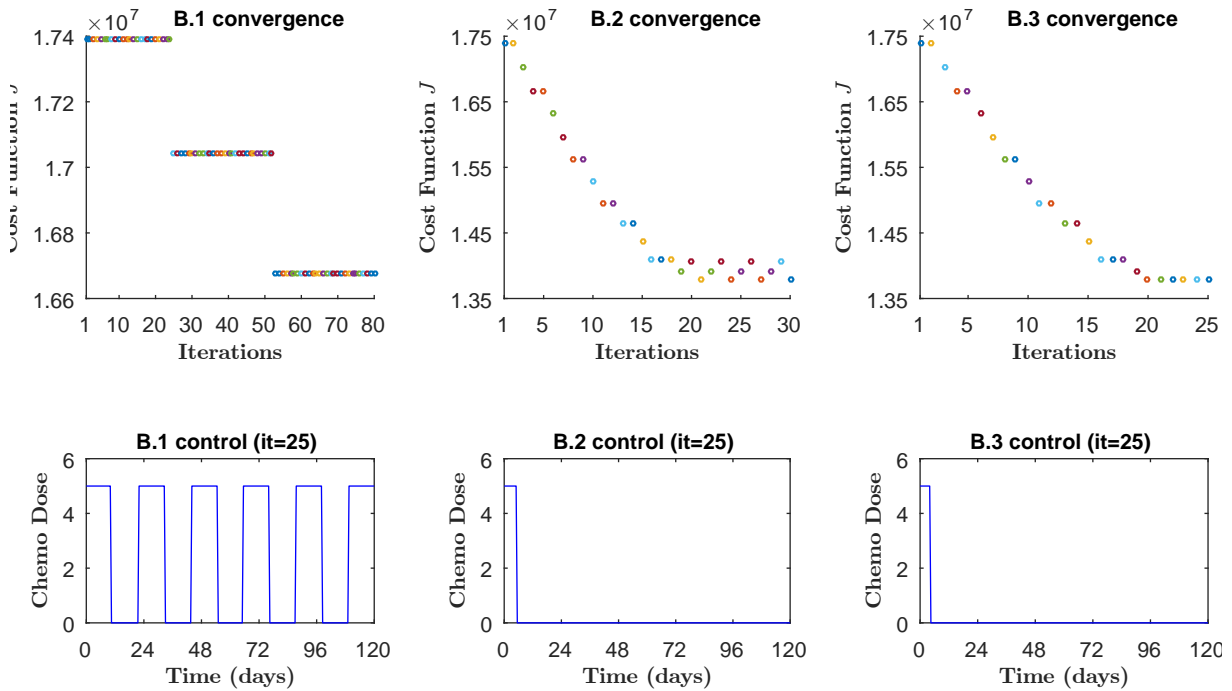 B.1 convergence
×10^7
1.74
1.72
1.7
1.68
1.66
Cost Function J
1 10 20 30 40 50 60 70 80
Iterations
B.2 convergence
×10^7
1.75
1.65
1.55
1.45
1.35
Cost Function J
1 5 10 15 20 25 30
Iterations
B.3 convergence
×10^7
1.75
1.65
1.55
1.45
1.35
Cost Function J
1 5 10 15 20 25
Iterations
B.1 control (it=25)
6
4
2
0
Chemo Dose
0 24 48 72 96 120
Time (days)
B.2 control (it=25)
6
4
2
0
Chemo Dose
0 24 48 72 96 120
Time (days)
B.3 control (it=25)
6
4
2
0
Chemo Dose
0 24 48 72 96 120
Time (days)